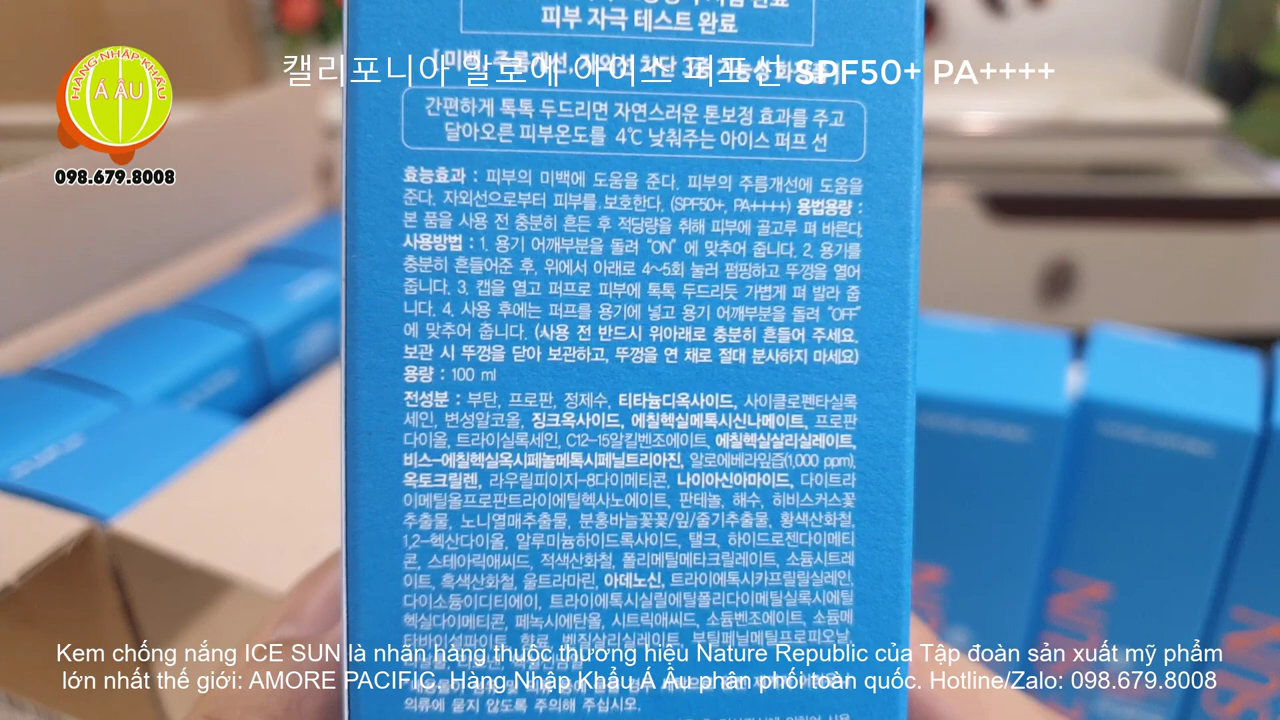 피부 자극 테스트 완료
캘리포니아 알로에 아이스 퍼프선 SPF50+ PA++++
HÀNG NHẬP KHẨU
Á ÂU
098.679.8008
간편하게 톡톡 두드리면 자연스러운 톤보정 효과를 주고
달아오른 피부온도를 4℃ 낮춰주는 아이스 퍼프 선
효능효과 : 피부의 미백에 도움을 준다. 피부의 주름개선에 도움을
준다. 자외선으로부터 피부를 보호한다. (SPF50+, PA++++) 용법용량 :
본 품을 사용 전 충분히 흔든 후 적당량을 취해 피부에 골고루 펴 바른다.
사용방법 : 1. 용기 어깨부분을 돌려 “ON” 에 맞추어 줍니다. 2. 용기를
충분히 흔들어준 후, 위에서 아래로 4~5회 눌러 펌핑하고 뚜껑을 열어
줍니다. 3. 캡을 열고 퍼프로 피부에 톡톡 두드리듯 가볍게 펴 발라 줍
니다. 4. 사용 후에는 퍼프를 용기에 넣고 용기 어깨부분을 돌려 “OFF”
에 맞추어 줍니다. (사용 전 반드시 위아래로 충분히 흔들어 주세요.
보관 시 뚜껑을 닫아 보관하고, 뚜껑을 연 채로 절대 분사하지 마세요)
용량 : 100 ml
전성분 : 부탄, 프로판, 정제수, 티타늄디옥사이드, 사이클로펜타실록
세인, 변성알코올, 징크옥사이드, 에칠헥실메톡시신나메이트, 프로판
다이올, 트라이실록세인, C12-15알킬벤조에이트, 에칠헥실살리실레이트,
비스-에칠헥실옥시페놀메톡시페닐트리아진, 알로에베라잎즙(1,000 ppm),
옥토크릴렌, 라우릴피이지-8다이메티콘, 나이아신아마이드, 다이트라
이메틸올프로판트라이에틸헥사노에이트, 판테놀, 해수, 히비스커스꽃
추출물, 노니열매추출물, 분홍바늘꽃꽃/잎/줄기추출물, 황색산화철,
1,2-헥산다이올, 알루미늄하이드록사이드, 탤크, 하이드로젠다이메티
콘, 스테아릭애씨드, 적색산화철, 폴리메틸메타크릴레이트, 소듐시트레
이트, 흑색산화철, 울트라마린, 아데노신, 트라이에톡시카프릴릴실레인,
다이소듐이디티에이, 트라이에톡시실릴에틸폴리다이메틸실록시에틸
헥실다이메티콘, 페녹시에탄올, 시트릭애씨드, 소듐벤조에이트, 소듐메
타바이설파이트, 향료, 벤질살리실레이트, 부틸페닐메틸프로피오날,
Kem chống nắng ICE SUN là nhãn hàng thuộc thương hiệu Nature Republic của Tập đoàn sản xuất mỹ phẩm
lớn nhất thế giới: AMORE PACIFIC, Hàng Nhập Khẩu Á Âu phân phối toàn quốc. Hotline/Zalo: 098.679.8008
의류에 묻지 않도록 주의해 주십시오.